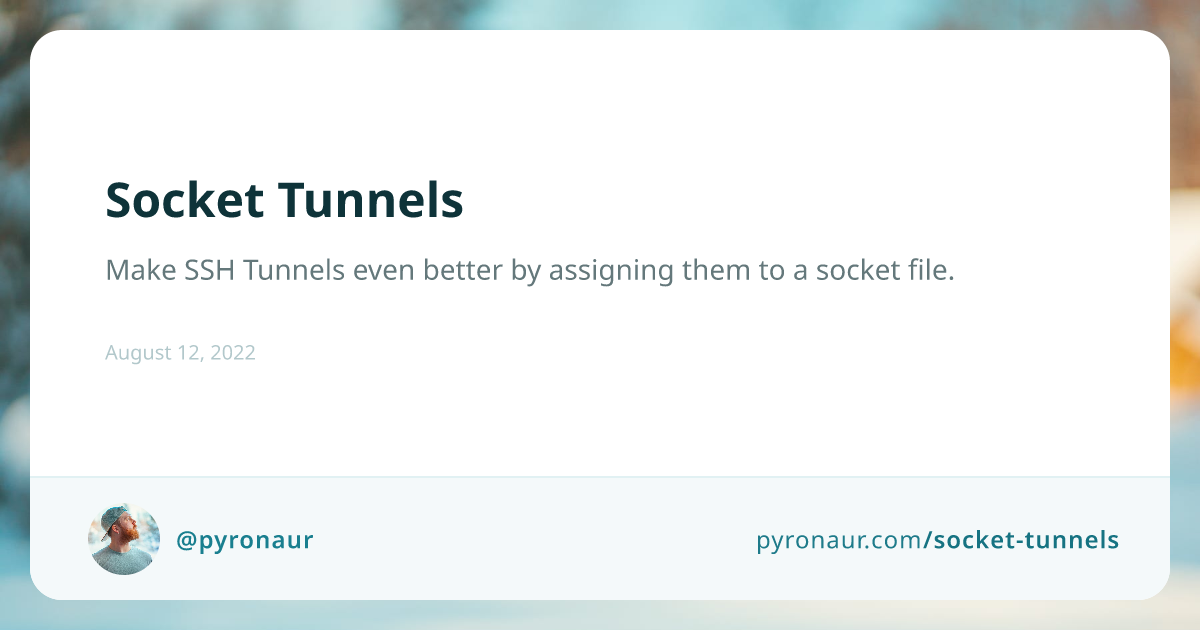 Socket Tunnels
Make SSH Tunnels even better by assigning them to a socket file.
August 12, 2022
@pyronaur
pyronaur.com/socket-tunnels